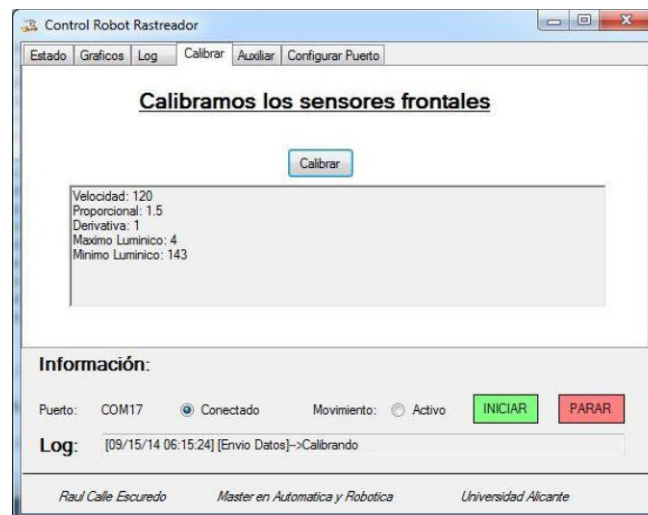 Control Robot Rastreador
Estado Graficos Log Calibrar Auxiliar Configurar Puerto
Calibramos los sensores frontales
Calibrar
Velocidad: 120
Proporcional: 1.5
Derivativa: 1
Maximo Luminico: 4
Minimo Luminico: 143
Información:
Puerto: COM17 Conectado Movimiento: Activo INICIAR PARAR
Log: [09/15/14 06:15:24] [Envio Datos]-->Calibrando
Raul Calle Escuredo Master en Automatica y Robotica Universidad Alicante